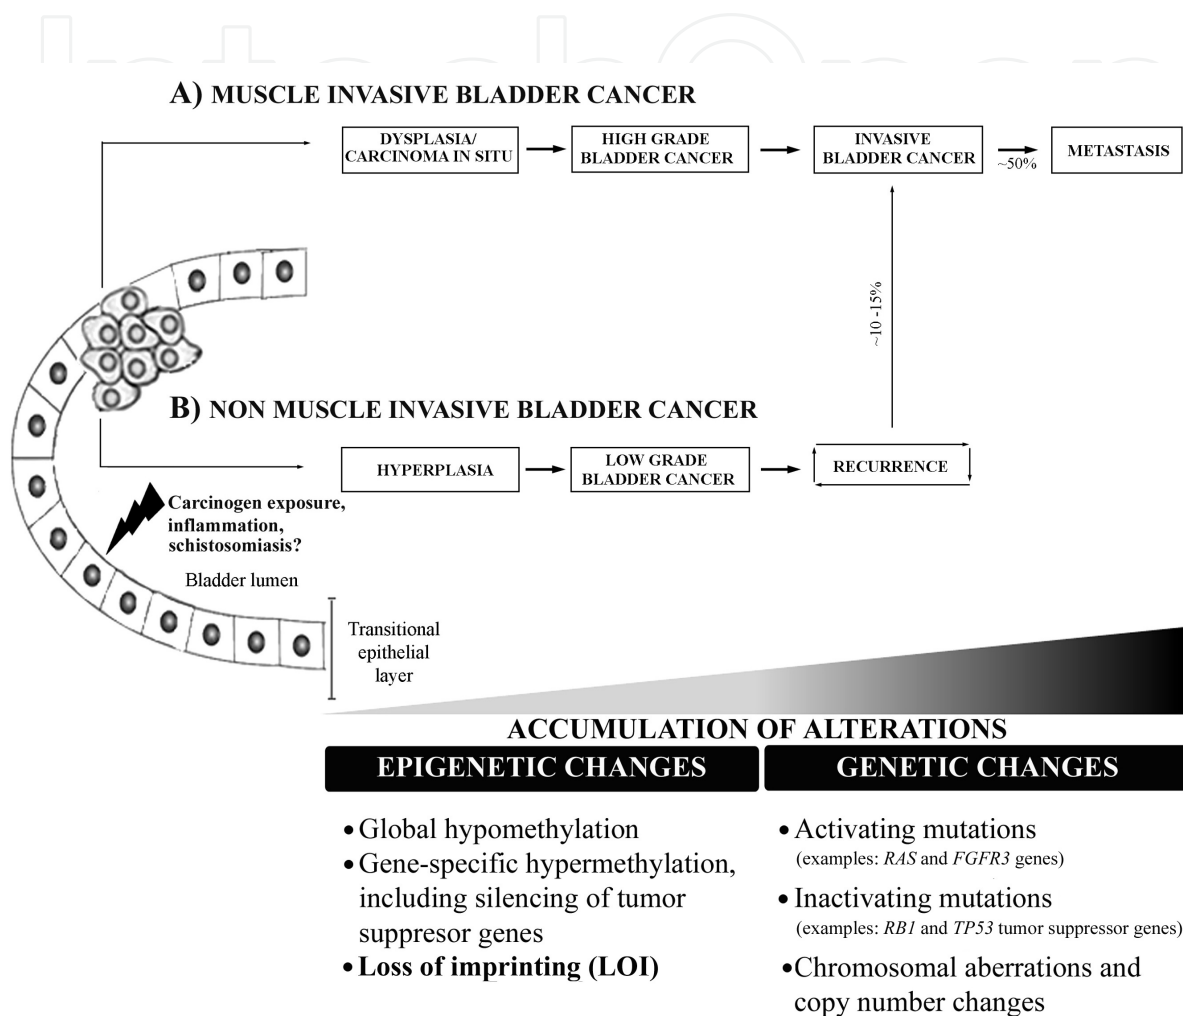 A) MUSCLE INVASIVE BLADDER CANCER
DYSPLASIA/
CARCINOMA IN SITU
HIGH GRADE
BLADDER CANCER
INVASIVE
BLADDER CANCER
~50%
METASTASIS
~10 -15%
B) NON MUSCLE INVASIVE BLADDER CANCER
HYPERPLASIA
LOW GRADE
BLADDER CANCER
RECURRENCE
Carcinogen exposure,
inflammation,
schistosomiasis?
Bladder lumen
Transitional
epithelial
layer
ACCUMULATION OF ALTERATIONS
EPIGENETIC CHANGES
• Global hypomethylation
• Gene-specific hypermethylation,
including silencing of tumor
suppresor genes
• Loss of imprinting (LOI)
GENETIC CHANGES
• Activating mutations
(examples: RAS and FGFR3 genes)
• Inactivating mutations
(examples: RB1 and TP53 tumor suppressor genes)
• Chromosomal aberrations and
copy number changes